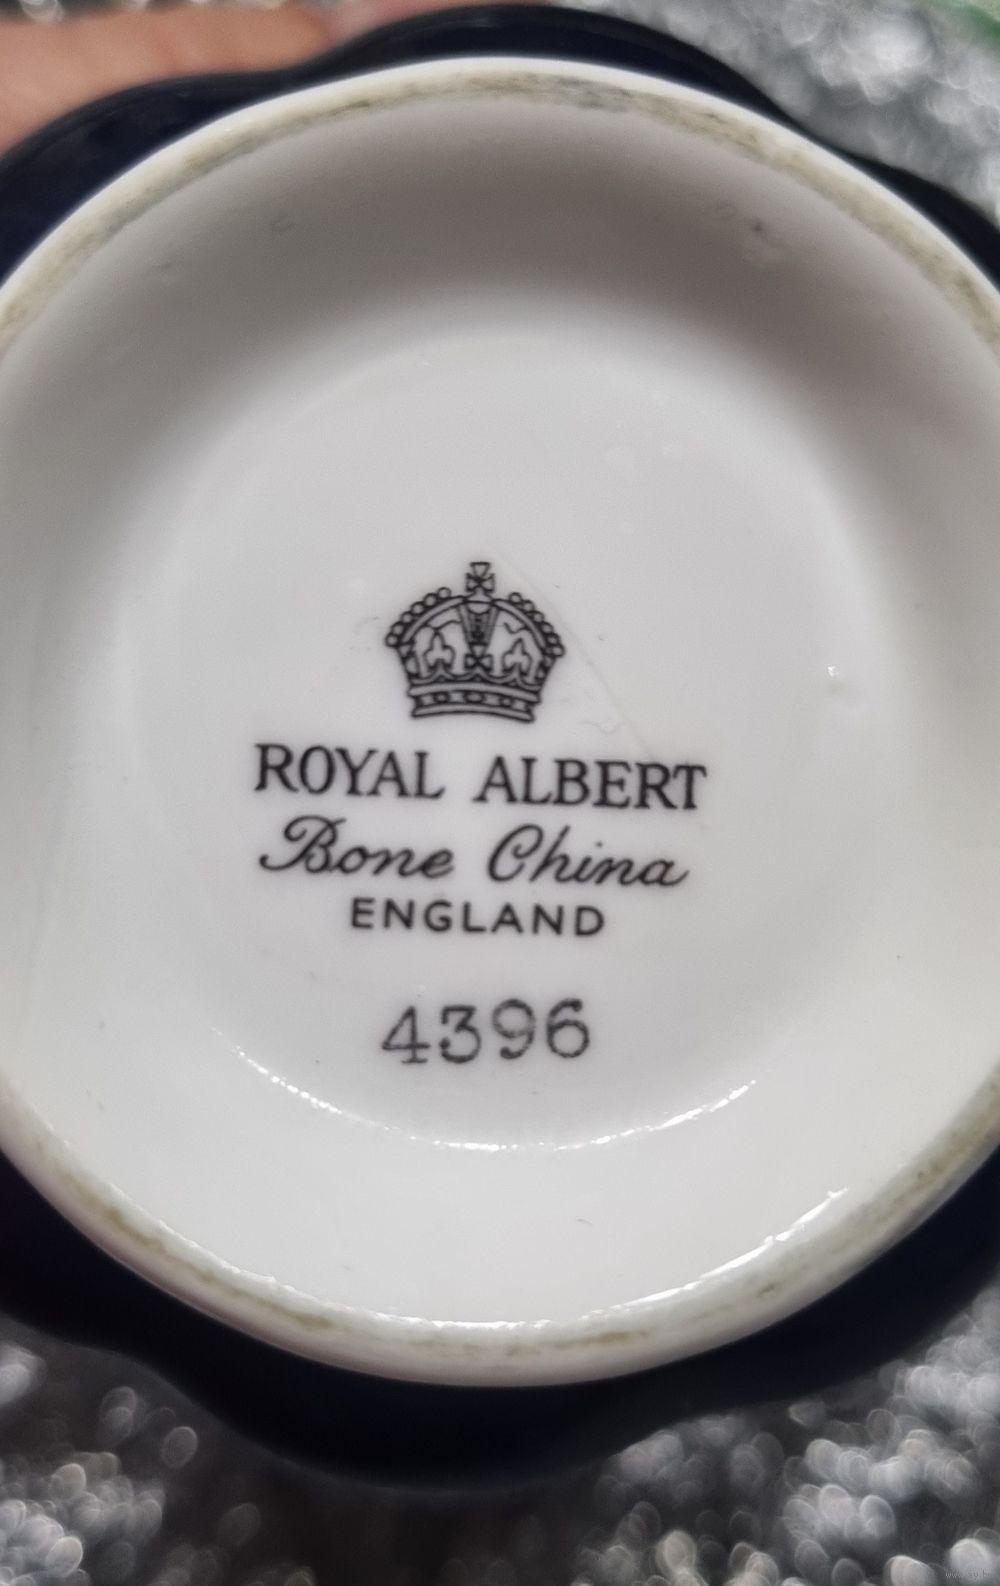 ROYAL ALBERT
Bone China
ENGLAND
4396